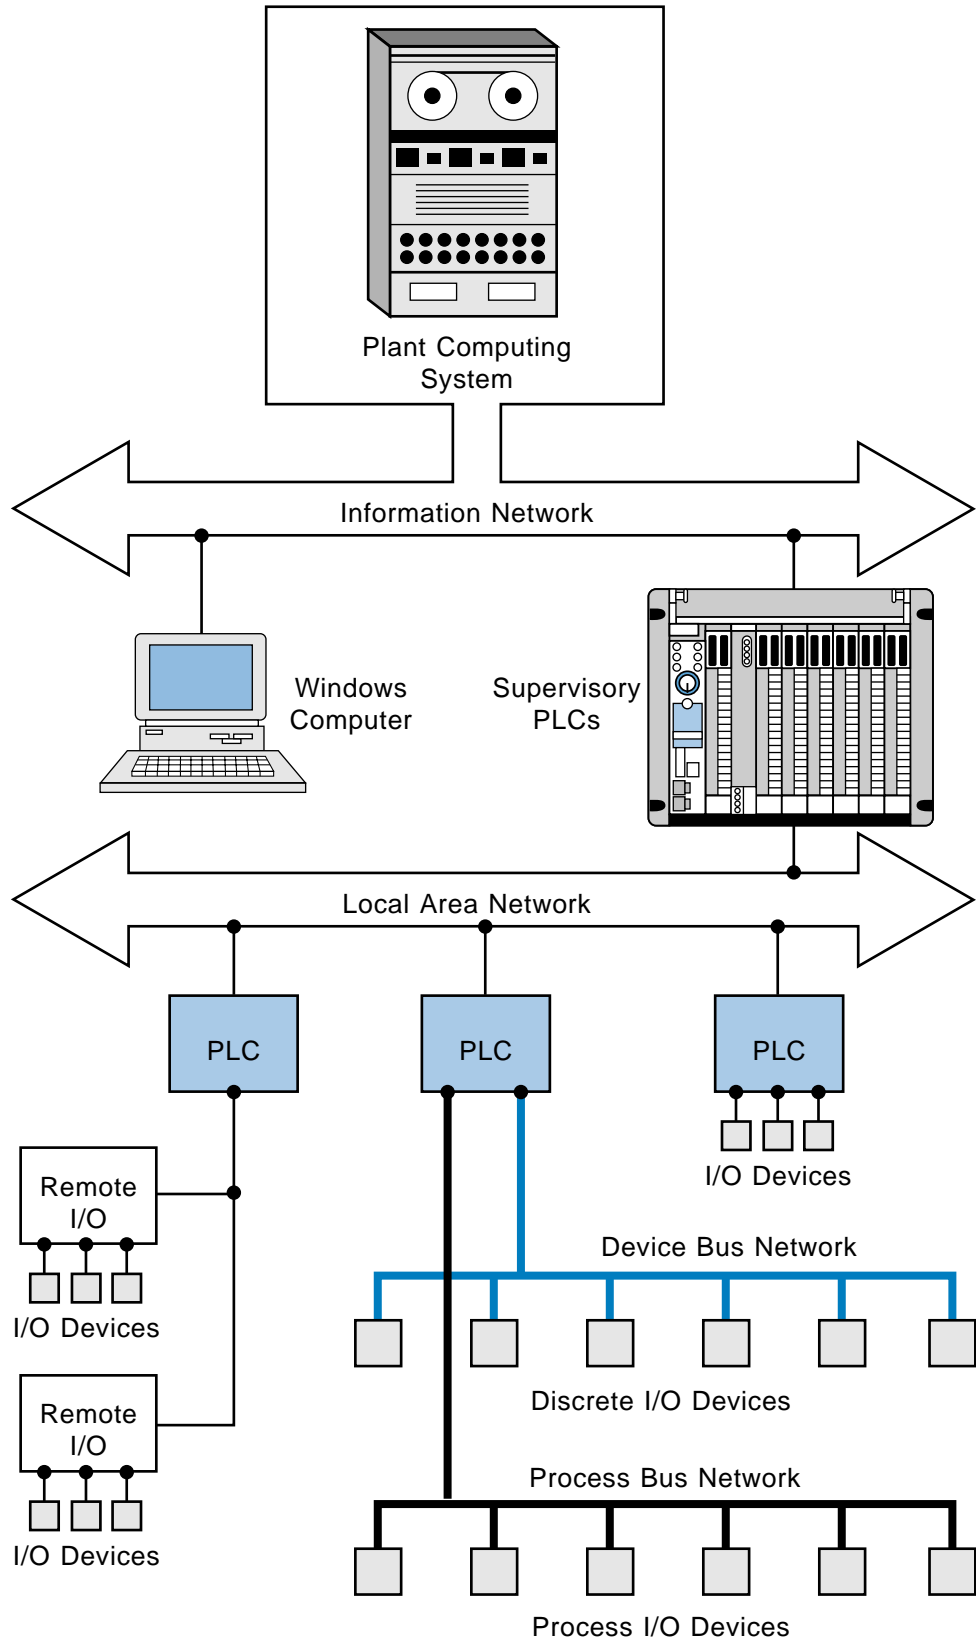 Plant Computing
System
Information Network
Windows
Computer
Supervisory
PLCs
Local Area Network
PLC
PLC
PLC
I/O Devices
Remote
I/O
I/O Devices
Device Bus Network
Discrete I/O Devices
Remote
I/O
I/O Devices
Process Bus Network
Process I/O Devices